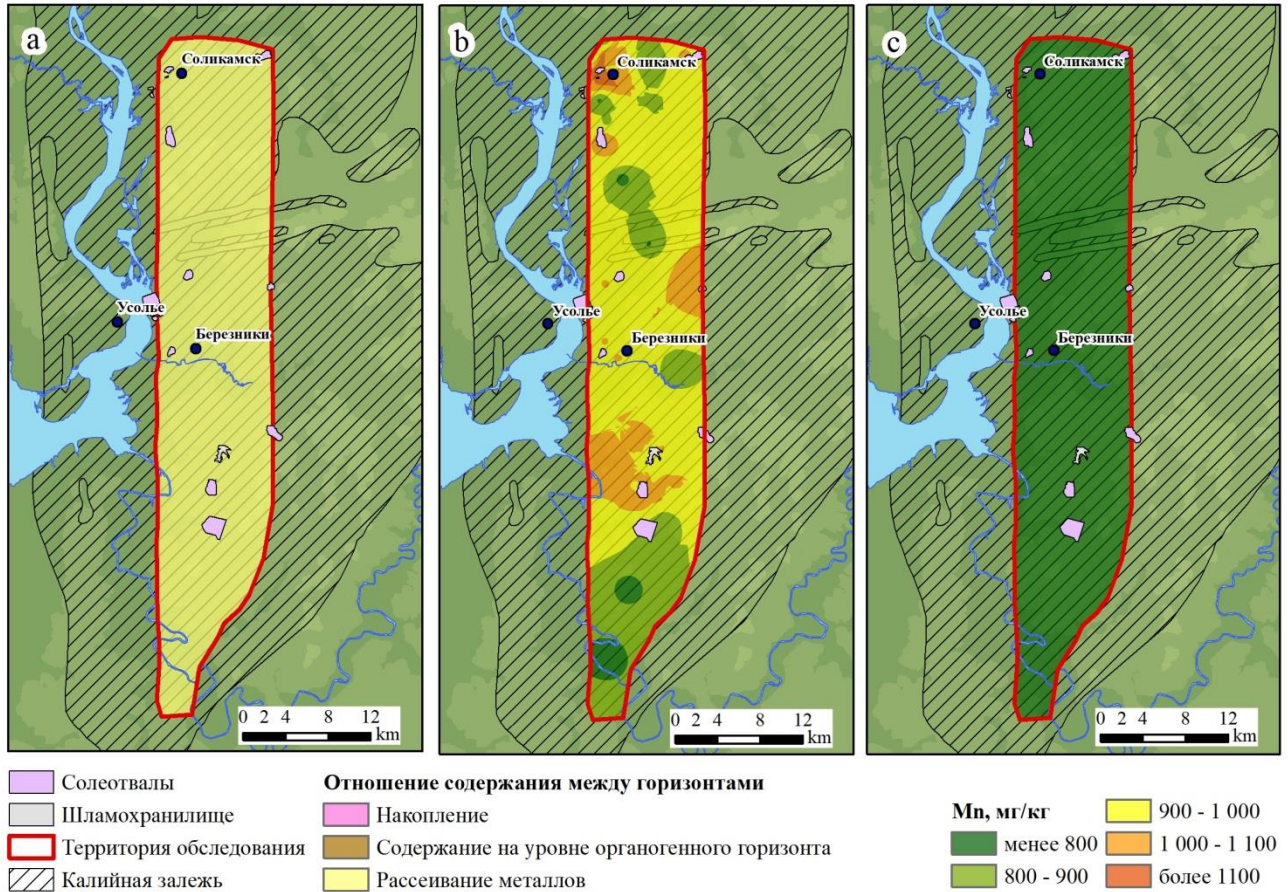 a
Соликамск
Усолье
Березники
0 2 4 8 12
km
b
Соликамск
Усолье
Березники
0 2 4 8 12
km
c
Соликамск
Усолье
Березники
0 2 4 8 12
km
Солеотвалы
Шламохранилище
Территория обследования
Калийная залежь
Отношение содержания между горизонтами
Накопление
Содержание на уровне органогенного горизонта
Рассеивание металлов
Mn, мг/кг
менее 800
800 - 900
900 - 1 000
1 000 - 1 100
более 1100